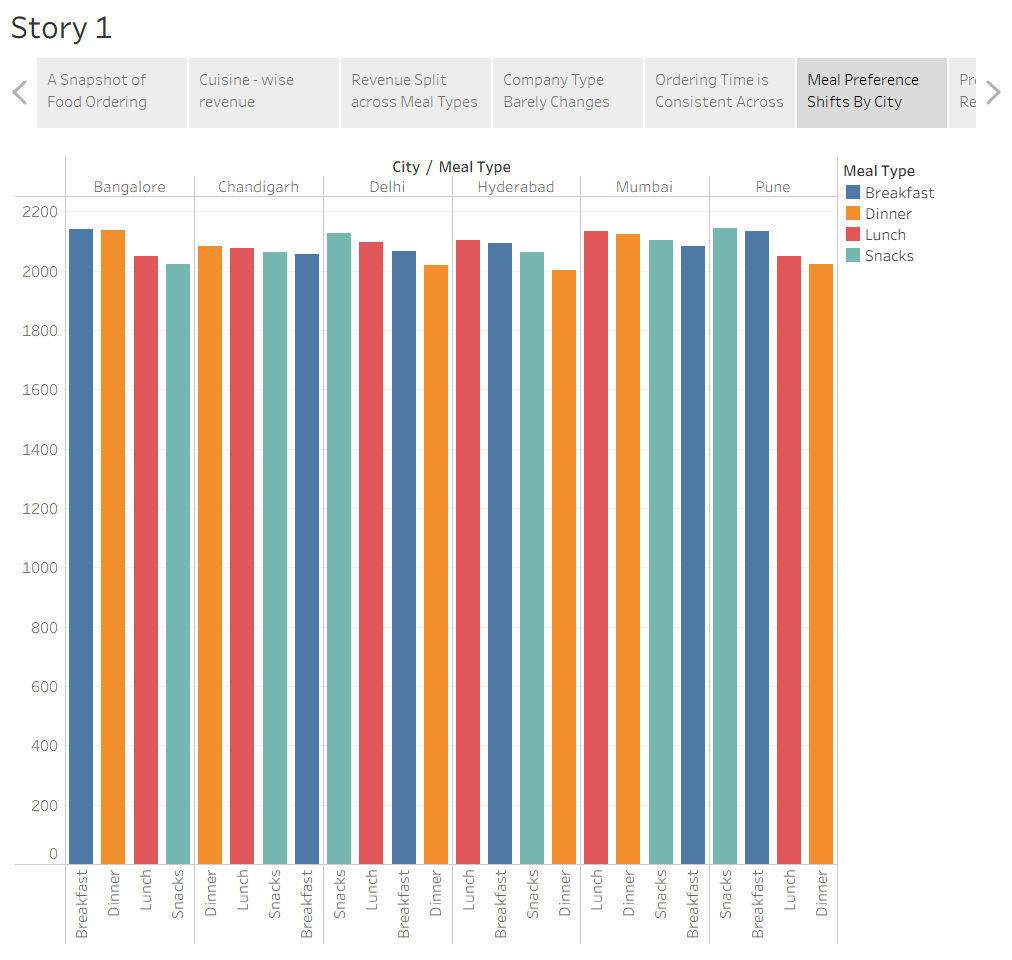 Story 1
A Snapshot of
Food Ordering
Cuisine - wise
revenue
Revenue Split
across Meal Types
Company Type
Barely Changes
Ordering Time is
Consistent Across
Meal Preference
Shifts By City
City / Meal Type
Bangalore
Chandigarh
Delhi
Hyderabad
Mumbai
Pune
Meal Type
Breakfast
Dinner
Lunch
Snacks
2200
2000
1800
1600
1400
1200
1000
800
600
400
200
0
Breakfast
Dinner
Lunch
Snacks
Dinner
Lunch
Snacks
Breakfast
Snacks
Lunch
Breakfast
Dinner
Lunch
Breakfast
Snacks
Dinner
Lunch
Dinner
Snacks
Breakfast
Snacks
Breakfast
Lunch
Dinner